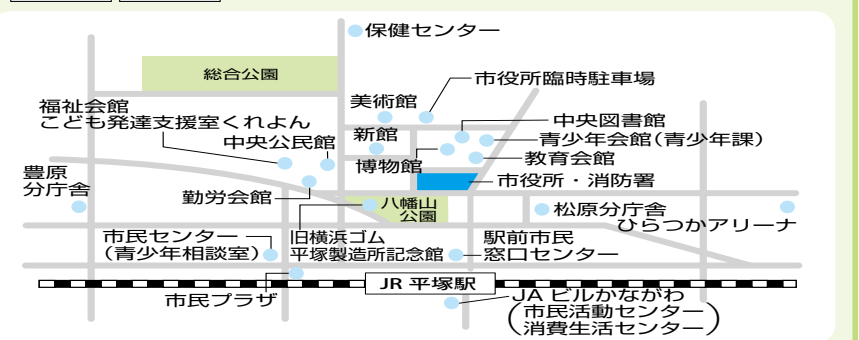 保健センター
総合公園
市役所臨時駐車場
美術館
福祉会館
こども発達支援室くれよん
中央図書館
新館
青少年会館(青少年課)
中央公民館
博物館
教育会館
豊原
分庁舎
市役所・消防署
勤労会館
八幡山
公園
松原分庁舎
ひらつかアリーナ
市民センター
(青少年相談室)
旧横浜ゴム
平塚製造所記念館
駅前市民
窓口センター
JR 平塚駅
市民プラザ
JA ビルかながわ
(市民活動センター
消費生活センター)